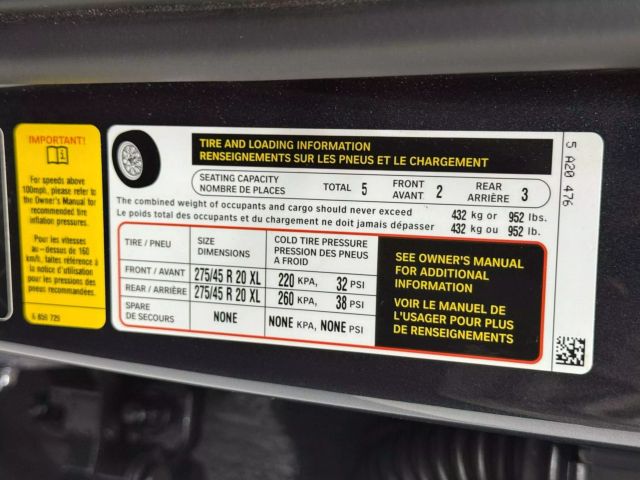 IMPORTANT!
For speeds above
100mph, please refer to
the Owner's Manual for
recommended tire
inflation pressures.
Pour les vitesses
au-dessus de 160
km/h, faites référence à
la notice d'utilisation
pour les pressions des
pneus recommandées.
TIRE AND LOADING INFORMATION
RENSEIGNEMENTS SUR LES PNEUS ET LE CHARGEMENT
SEATING CAPACITY
NOMBRE DE PLACES
TOTAL 5
FRONT
AVANT 2
REAR
ARRIÈRE 3
The combined weight of occupants and cargo should never exceed 432 kg or 952 lbs.
Le poids total des occupants et du chargement ne doit jamais dépasser 432 kg ou 952 lb.
TIRE / PNEU
SIZE
DIMENSIONS
COLD TIRE PRESSURE
PRESSION DES PNEUS
A FROID
FRONT / AVANT 275/45 R 20 XL 220 KPA, 32 PSI
REAR / ARRIÈRE 275/45 R 20 XL 260 KPA, 38 PSI
SPARE
DE SECOURS NONE NONE KPA, NONE PSI
SEE OWNER'S MANUAL
FOR ADDITIONAL
INFORMATION
VOIR LE MANUEL DE
L'USAGER POUR PLUS
DE RENSEIGNEMENTS
5 A20 476